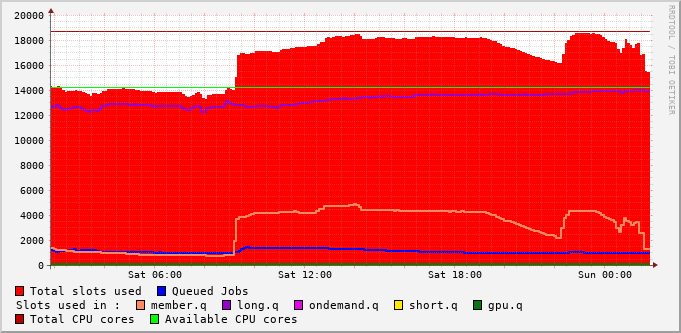 20000
18000
16000
14000
12000
10000
8000
6000
4000
2000
0
Sat 06:00 Sat 12:00 Sat 18:00 Sun 00:00
Total slots used Queued Jobs
Slots used in : member.q long.q ondemand.q short.q gpu.q
Total CPU cores Available CPU cores
RRDTOOL / TOBI OETIKER